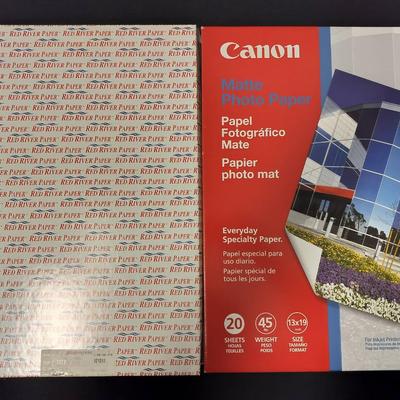 RED RIVER PAPER
Canon
Matte
Photo Paper
Papel
Fotográfico
Mate
Papier
photo mat
Everyday
Specialty Paper.
Papel especial para
uso diario.
Papier spécial de
tous les jours.
20
SHEETS
HOJAS
FEUILLES
45
WEIGHT
PESO
POIDS
13x19
SIZE
TAMAÑO
FORMAT
For Inkjet Printers